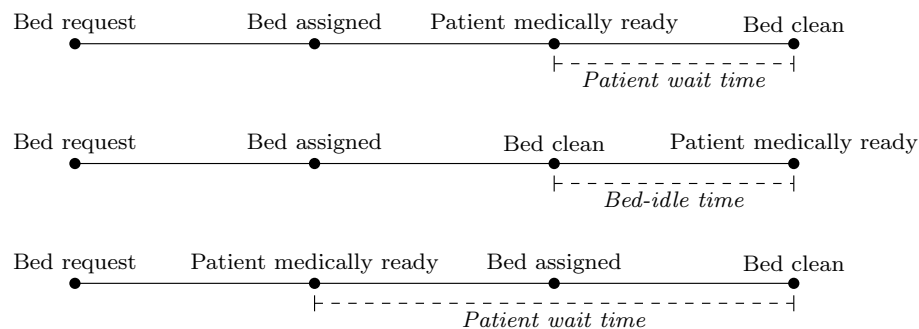 Bed request Bed assigned Patient medically ready Bed clean
Patient wait time
Bed request Bed assigned Bed clean Patient medically ready
Bed-idle time
Bed request Patient medically ready Bed assigned Bed clean
Patient wait time